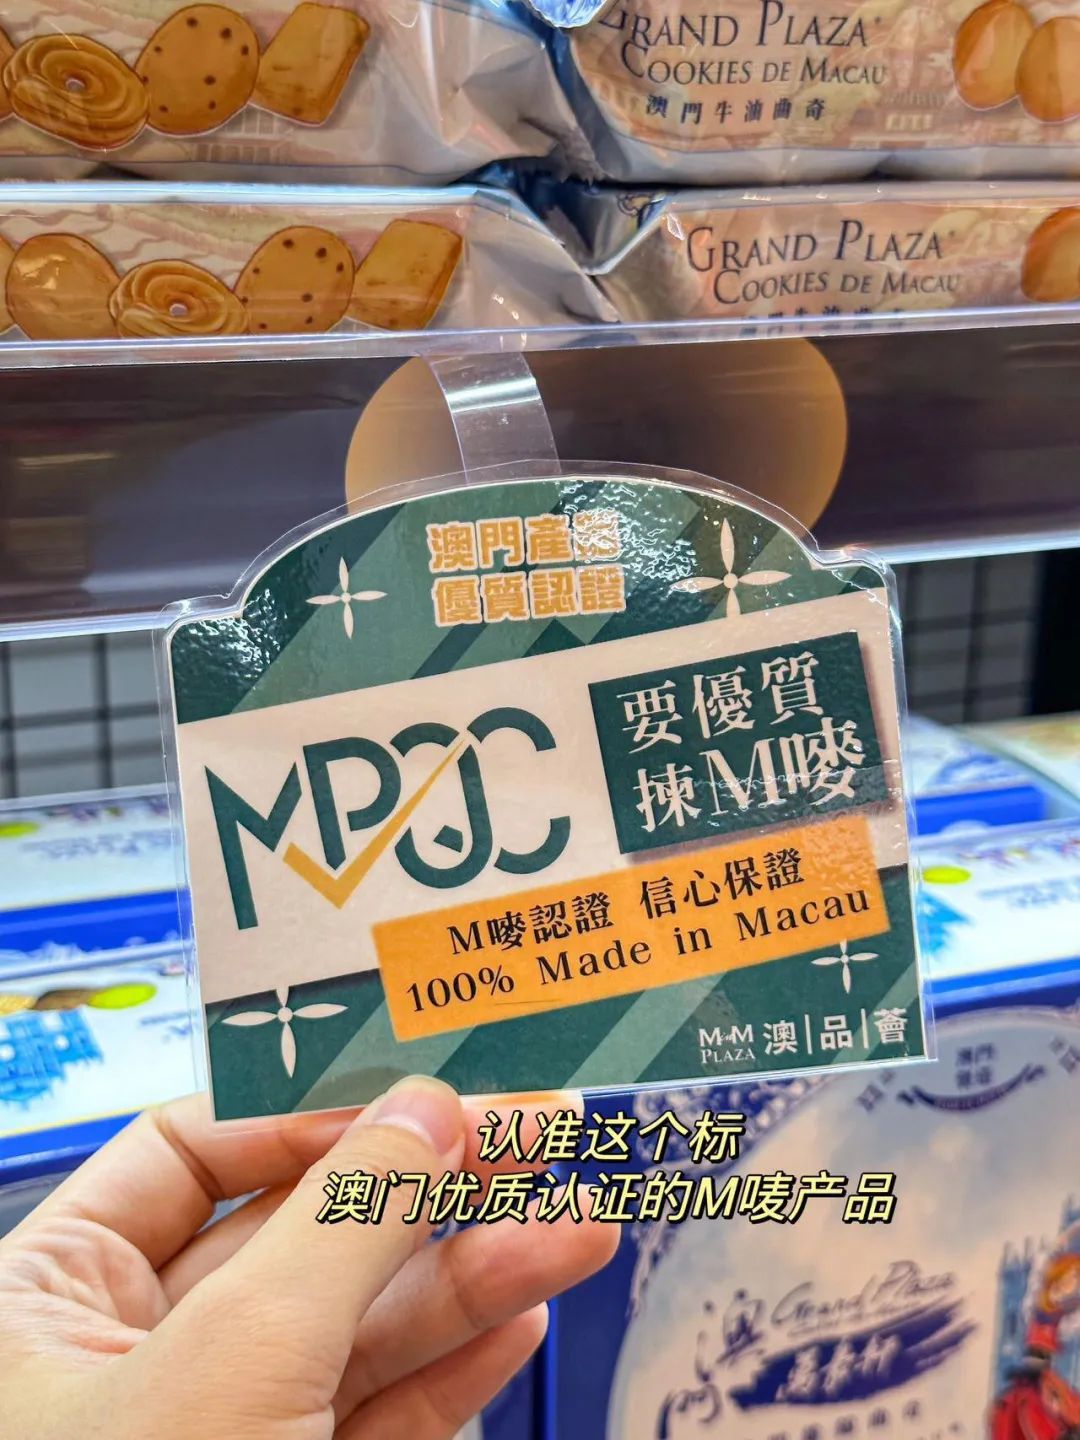 GRAND PLAZA
COOKIES DE MACAU
澳門牛油曲奇
GRAND PLAZA
COOKIES DE MACAU
澳門產
優質認證
MPQC
要優質
揀M嘜
M嘜認證 信心保證
100% Made in Macau
M&M PLAZA 澳|品|薈
认准这个标
澳门优质认证的M唛产品
澳門
Grand Plaza